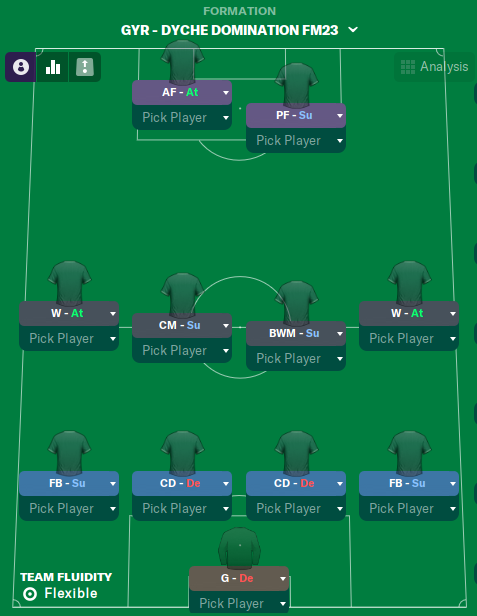 FORMATION
GYR - DYCHE DOMINATION FM23
Analysis
AF - At
Pick Player
PF - Su
Pick Player
W - At
Pick Player
CM - Su
Pick Player
BWM - Su
Pick Player
W - At
Pick Player
FB - Su
Pick Player
CD - De
Pick Player
CD - De
Pick Player
FB - Su
Pick Player
G - De
Pick Player
TEAM FLUIDITY
Flexible